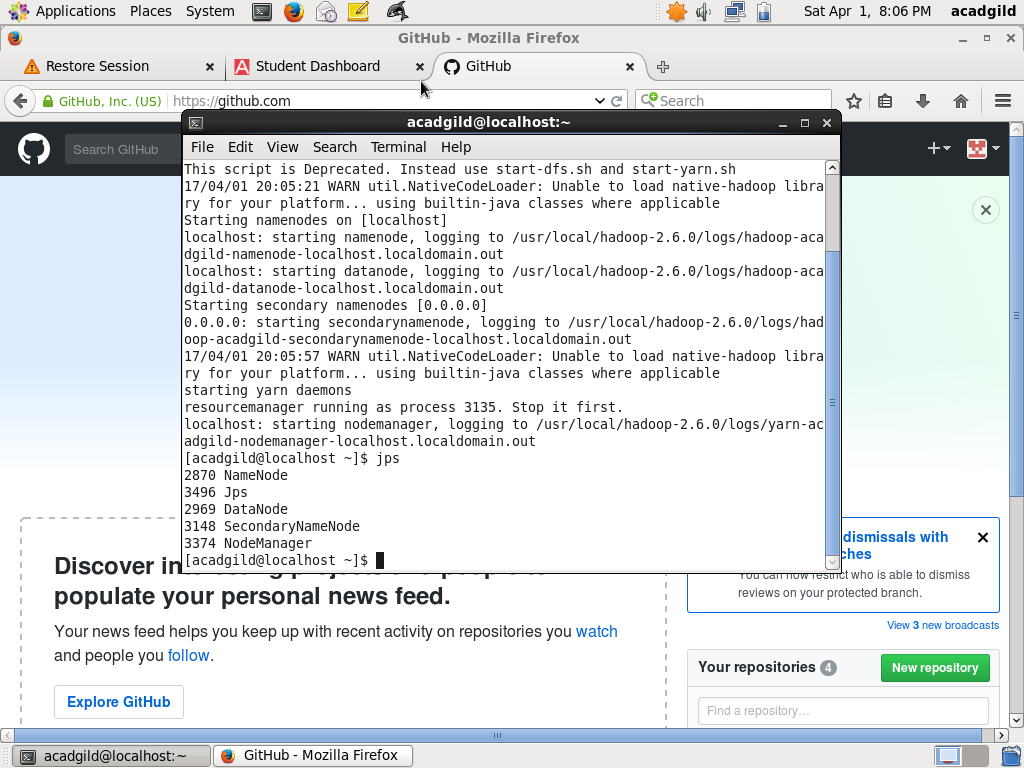 Applications Places System
Sat Apr 1, 8:06 PM acadgild
GitHub - Mozilla Firefox
Restore Session
Student Dashboard
GitHub
GitHub, Inc. (US) https://github.com
Search
Search GitHub
acadgild@localhost:~
File Edit View Search Terminal Help
This script is Deprecated. Instead use start-dfs.sh and start-yarn.sh
17/04/01 20:05:21 WARN util.NativeCodeLoader: Unable to load native-hadoop libra
ry for your platform... using builtin-java classes where applicable
Starting namenodes on [localhost]
localhost: starting namenode, logging to /usr/local/hadoop-2.6.0/logs/hadoop-aca
dgild-namenode-localhost.localdomain.out
localhost: starting datanode, logging to /usr/local/hadoop-2.6.0/logs/hadoop-aca
dgild-datanode-localhost.localdomain.out
Starting secondary namenodes [0.0.0.0]
0.0.0.0: starting secondarynamenode, logging to /usr/local/hadoop-2.6.0/logs/had
oop-acadgild-secondarynamenode-localhost.localdomain.out
17/04/01 20:05:57 WARN util.NativeCodeLoader: Unable to load native-hadoop libra
ry for your platform... using builtin-java classes where applicable
starting yarn daemons
resourcemanager running as process 3135. Stop it first.
localhost: starting nodemanager, logging to /usr/local/hadoop-2.6.0/logs/yarn-ac
adgild-nodemanager-localhost.localdomain.out
[acadgild@localhost ~]$ jps
2870 NameNode
3496 Jps
2969 DataNode
3148 SecondaryNameNode
3374 NodeManager
[acadgild@localhost ~]$
Discover
populate your personal news feed.
Your news feed helps you keep up with recent activity on repositories you watch
and people you follow.
Explore GitHub
dismissals with
ches
You can now restrict who is able to dismiss
reviews on your protected branch.
View 3 new broadcasts
Your repositories 4
New repository
Find a repository…
acadgild@localhost:~
GitHub - Mozilla Firefox